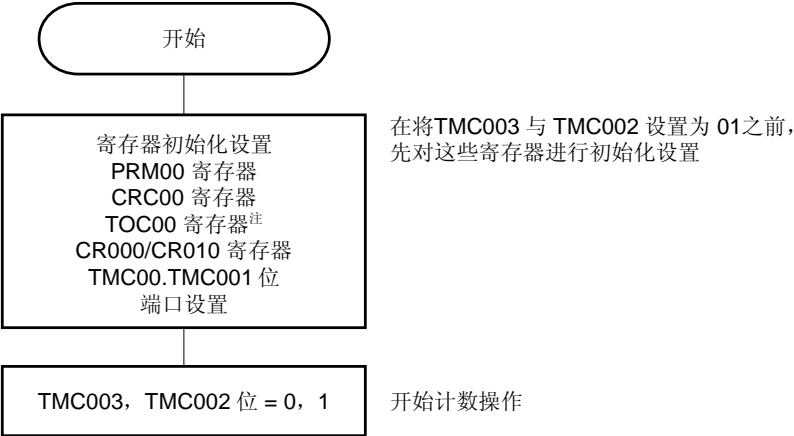 开始
寄存器初始化设置
PRM00 寄存器
CRC00 寄存器
TOC00 寄存器注
CR000/CR010 寄存器
TMC00.TMC001 位
端口设置
在将TMC003 与 TMC002 设置为 01之前，
先对这些寄存器进行初始化设置
TMC003，TMC002 位 = 0，1
开始计数操作